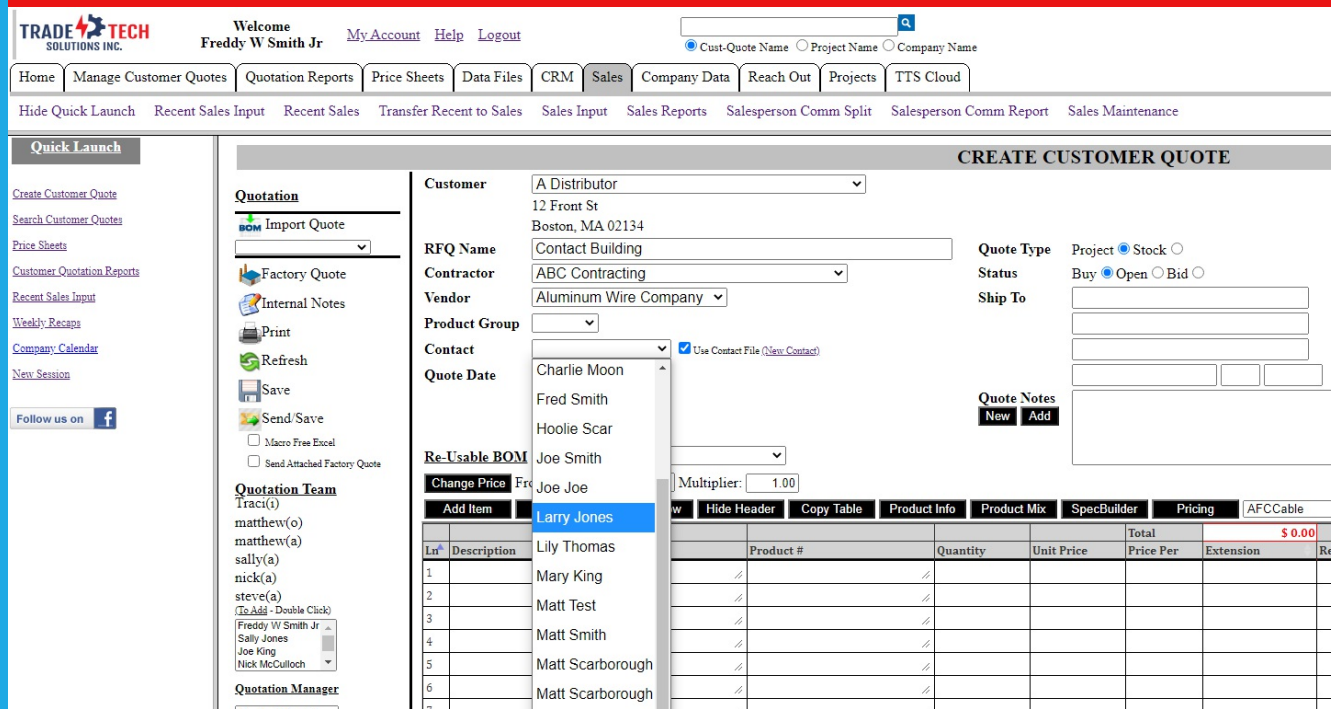 TRADE TECH
SOLUTIONS INC.
Welcome
Freddy W Smith Jr
My Account Help Logout
Cust-Quote Name Project Name Company Name
Home Manage Customer Quotes Quotation Reports Price Sheets Data Files CRM Sales Company Data Reach Out Projects TTS Cloud
Hide Quick Launch Recent Sales Input Recent Sales Transfer Recent to Sales Sales Input Sales Reports Salesperson Comm Split Salesperson Comm Report Sales Maintenance
Quick Launch
Create Customer Quote
Search Customer Quotes
Price Sheets
Customer Quotation Reports
Recent Sales Input
Weekly Recaps
Company Calendar
New Session
Follow us on f
Quotation
BOM Import Quote
Factory Quote
Internal Notes
Print
Refresh
Save
Send/Save
Macro Free Excel
Send Attached Factory Quote
Quotation Team
Traci(i)
matthew(o)
matthew(a)
sally(a)
nick(a)
steve(a)
(To Add - Double Click)
Freddy W Smith Jr
Sally Jones
Joe King
Nick McCulloch
Quotation Manager
CREATE CUSTOMER QUOTE
Customer A Distributor
12 Front St
Boston, MA 02134
RFQ Name Contact Building
Contractor ABC Contracting
Vendor Aluminum Wire Company
Product Group
Contact Use Contact File (New Contact)
Quote Date
Charlie Moon
Fred Smith
Hoolie Scar
Joe Smith
Joe Joe
Larry Jones
Lily Thomas
Mary King
Matt Test
Matt Smith
Matt Scarborough
Matt Scarborough
Quote Type Project Stock
Status Buy Open Bid
Ship To
Quote Notes
New Add
Re-Usable BOM
Change Price Multiplier: 1.00
Add Item Hide Header Copy Table Product Info Product Mix SpecBuilder Pricing AFCCable
Total $ 0.00
Ln Description Product # Quantity Unit Price Price Per Extension
1
2
3
4
5
6